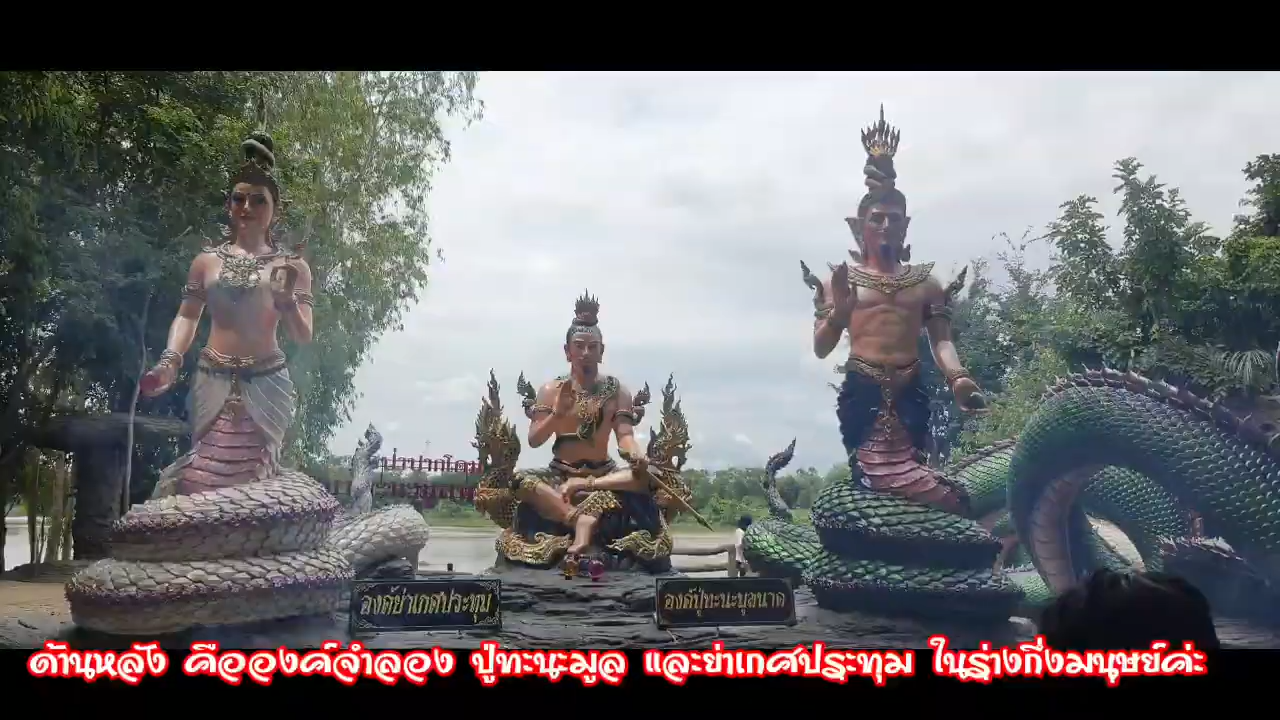 องค์ย่าเกศประทุม
องค์ปู่ทะนะมูลนาค
ด้านหลัง คือองค์จำลอง ปู่ทะนะมูล และย่าเกศประทุม ในร่างกึ่งมนุษย์ค่ะ